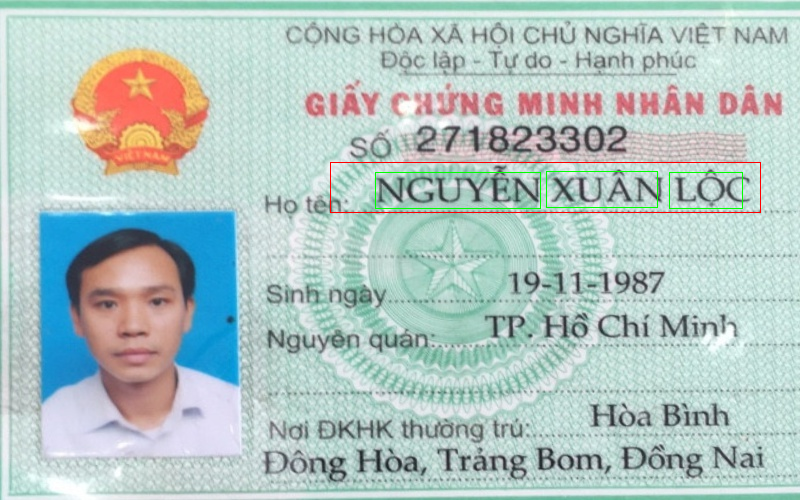 CỘNG HÒA XÃ HỘI CHỦ NGHĨA VIỆT NAM
Độc lập - Tự do - Hạnh phúc
GIẤY CHỨNG MINH NHÂN DÂN
SỐ 271823302
Họ tên: NGUYỄN XUÂN LỘC
Sinh ngày 19-11-1987
Nguyên quán: TP. Hồ Chí Minh
Nơi ĐKHK thường trú: Hòa Bình
Đông Hòa, Trảng Bom, Đồng Nai
VIỆT NAM